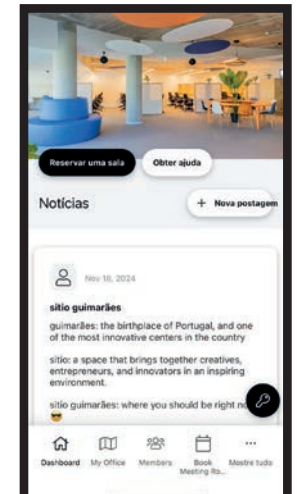 Reservar uma sala
Obter ajuda
Notícias
+ Nova postagem
Nov 16, 2024
sitio guimarães
guimarães: the birthplace of Portugal, and one
of the most innovative centers in the country
sitio: a space that brings together creatives,
entrepreneurs, and innovators in an inspiring
environment.
sitio guimarães: where you should be right no
Dashboard
My Office
Members
Book
Meeting Ro...
Mostre tudo